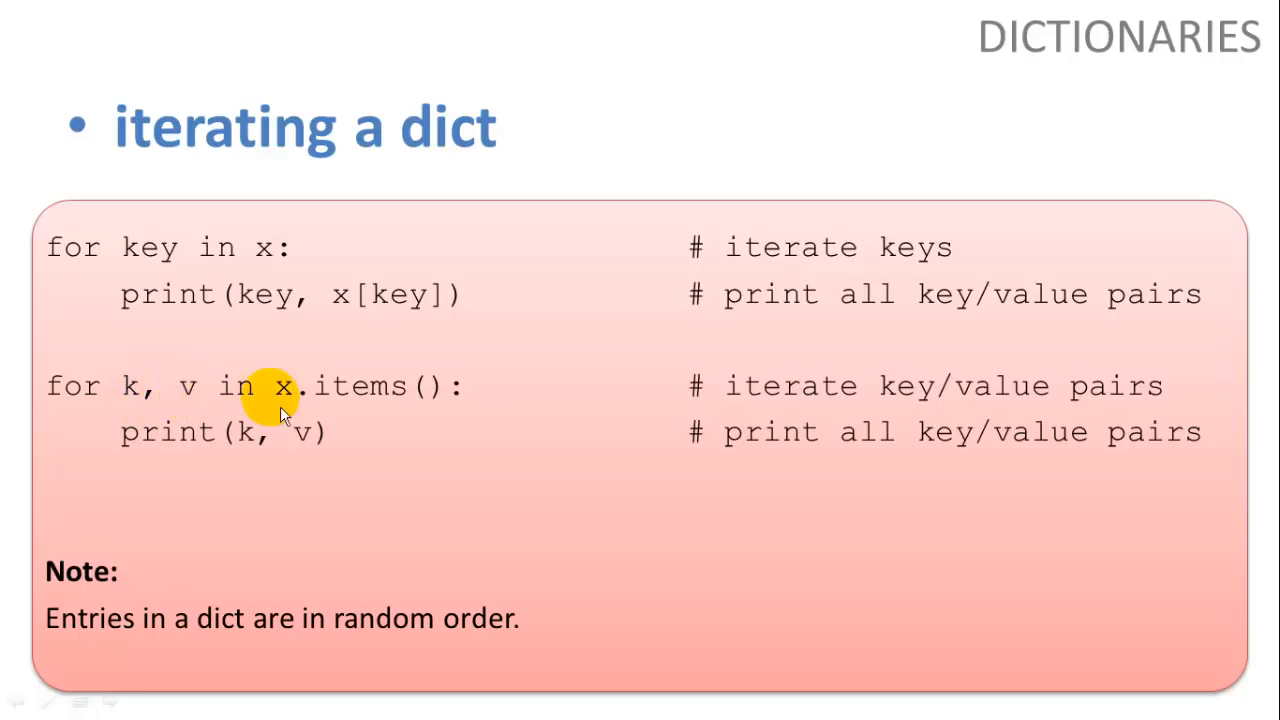 DICTIONARIES
• iterating a dict
for key in x: # iterate keys
print(key, x[key]) # print all key/value pairs
for k, v in x.items(): # iterate key/value pairs
print(k, v) # print all key/value pairs
Note:
Entries in a dict are in random order.